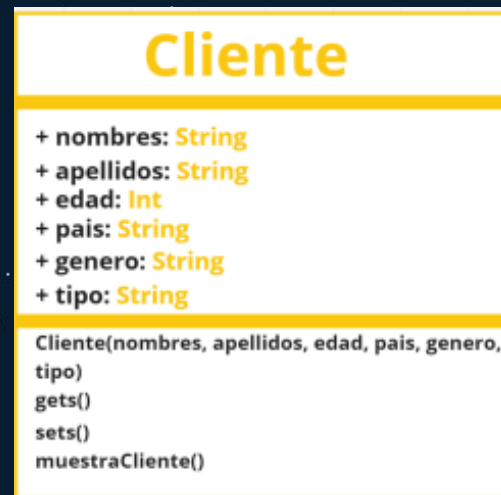 Cliente
+ nombres: String
+ apellidos: String
+ edad: Int
+ pais: String
+ genero: String
+ tipo: String
Cliente(nombres, apellidos, edad, pais, genero,
tipo)
gets()
sets()
muestraCliente()